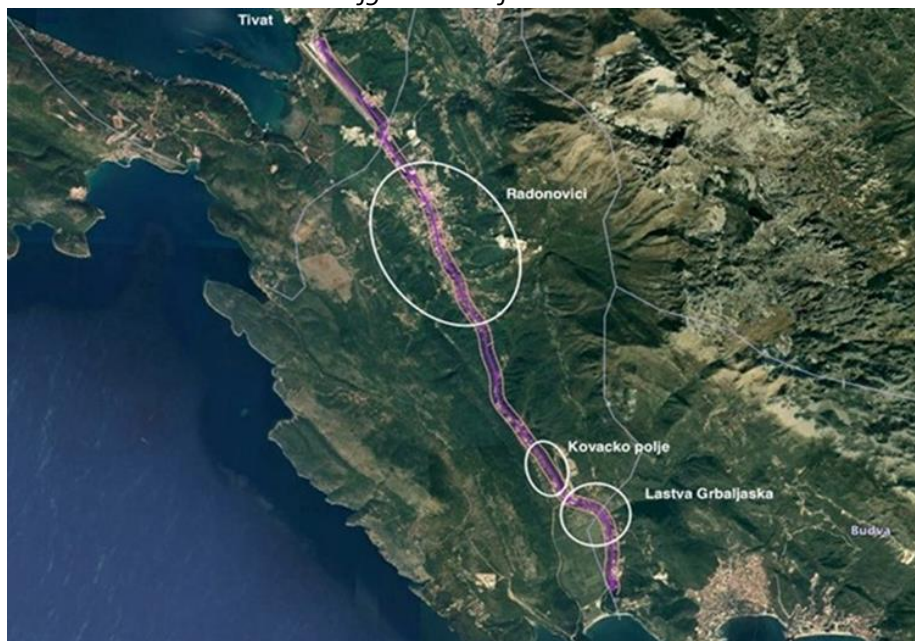 Tivat
Radonovici
Kovacko polje
Lastva Grbaljaska
Budva